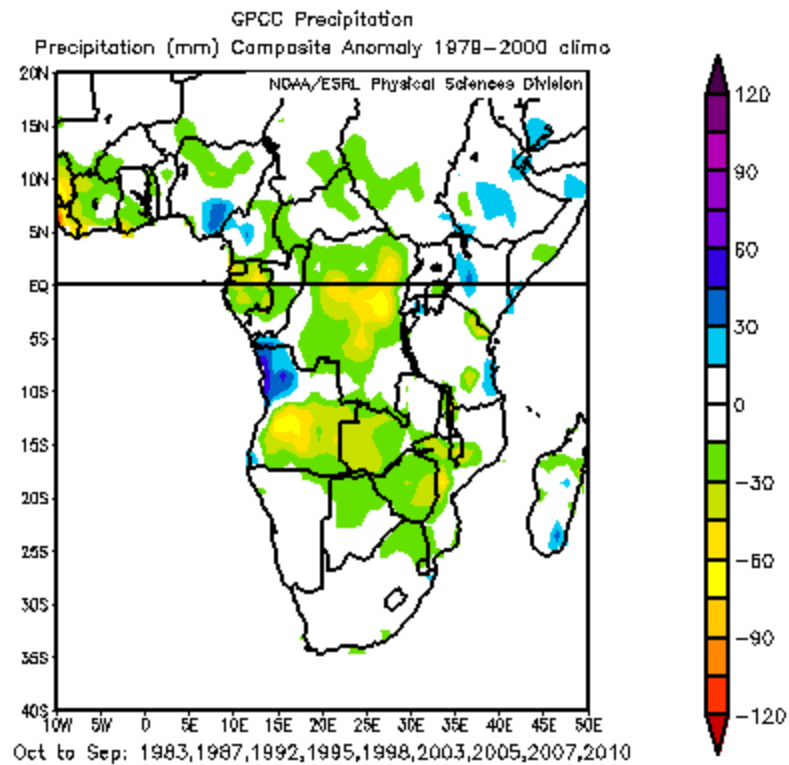 GPCC Precipitation
Precipitation (mm) Composite Anomaly 1979-2000 climo
NOAA/ESRL Physical Sciences Division
20N
15N
10N
5N
EQ
5S
10S
15S
20S
25S
30S
35S
40S
10W 5W 0 5E 10E 15E 20E 25E 30E 35E 40E 45E 50E
120
90
60
30
0
-30
-60
-90
-120
Oct to Sep: 1983,1987,1992,1995,1998,2003,2005,2007,2010